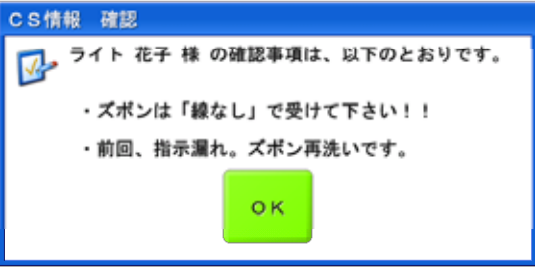 ＣＳ情報　確認
ライト 花子 様 の確認事項は、以下のとおりです。
・ズボンは「線なし」で受けて下さい！！
・前回、指示漏れ。ズボン再洗いです。
ＯＫ